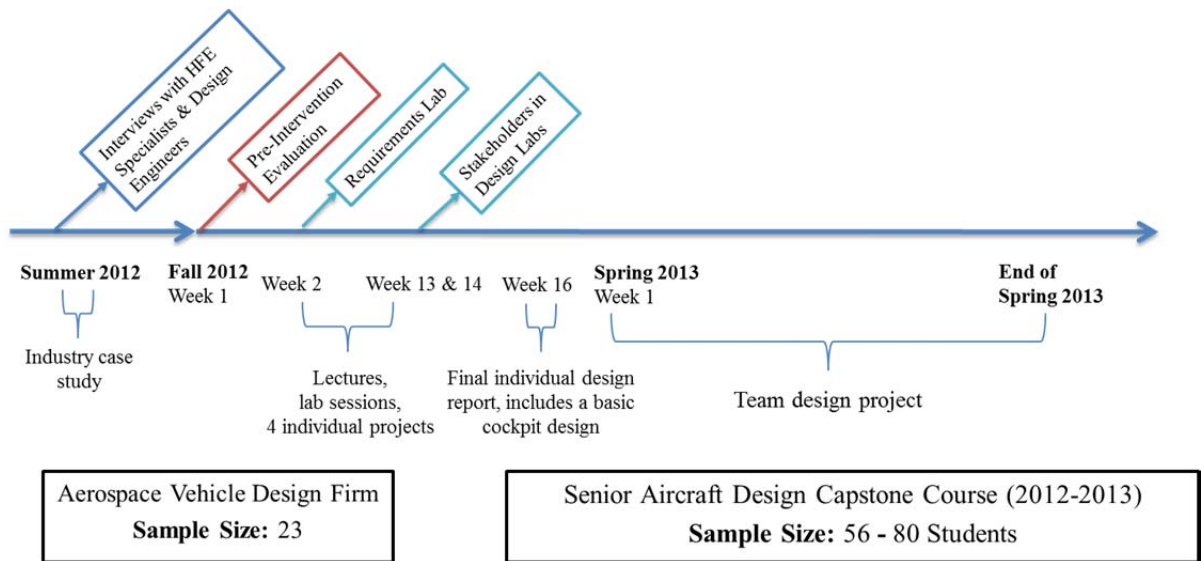 Interviews with HFE
Specialists & Design
Engineers
Pre-Intervention
Evaluation
Requirements Lab
Stakeholders in
Design Labs
Summer 2012
Fall 2012
Week 1
Week 2
Week 13 & 14
Week 16
Spring 2013
Week 1
End of
Spring 2013
Industry case
study
Lectures,
lab sessions,
4 individual projects
Final individual design
report, includes a basic
cockpit design
Team design project
Aerospace Vehicle Design Firm
Sample Size: 23
Senior Aircraft Design Capstone Course (2012-2013)
Sample Size: 56 - 80 Students